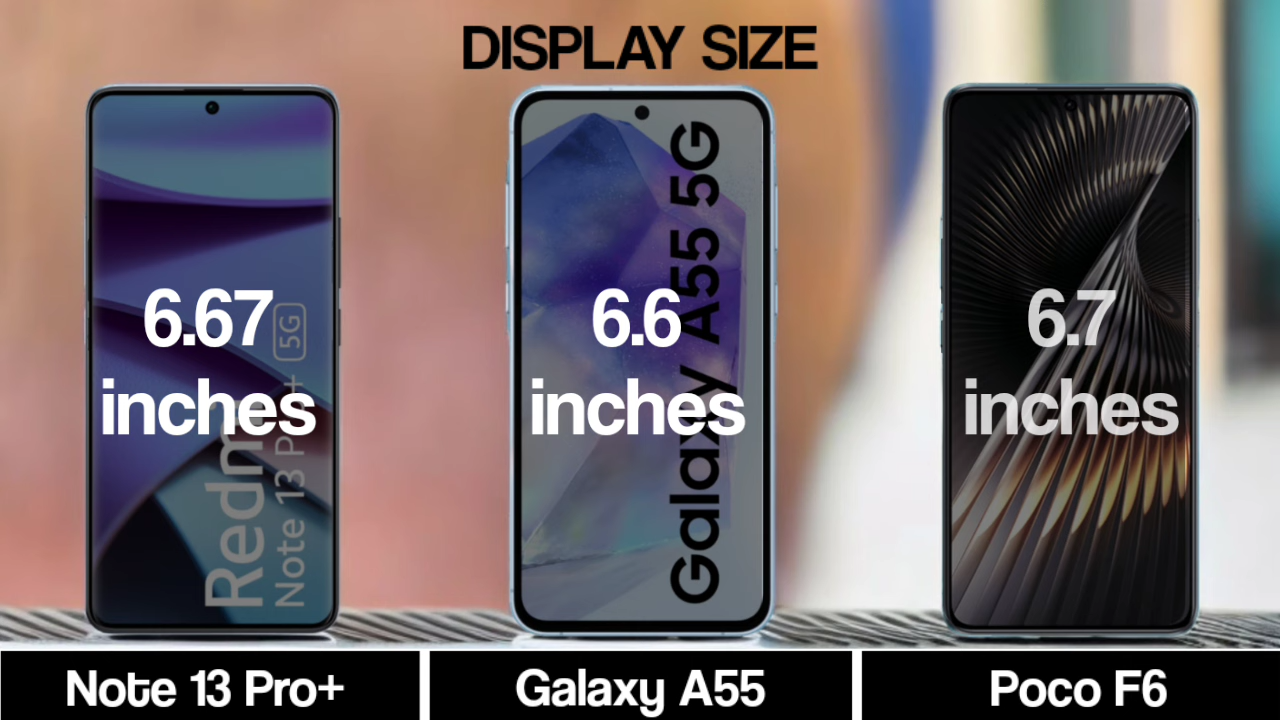 DISPLAY SIZE
6.67
inches
Redmi
Note 13 Pro+ 5G
6.6
inches
Galaxy A55 5G
6.7
inches
Note 13 Pro+
Galaxy A55
Poco F6